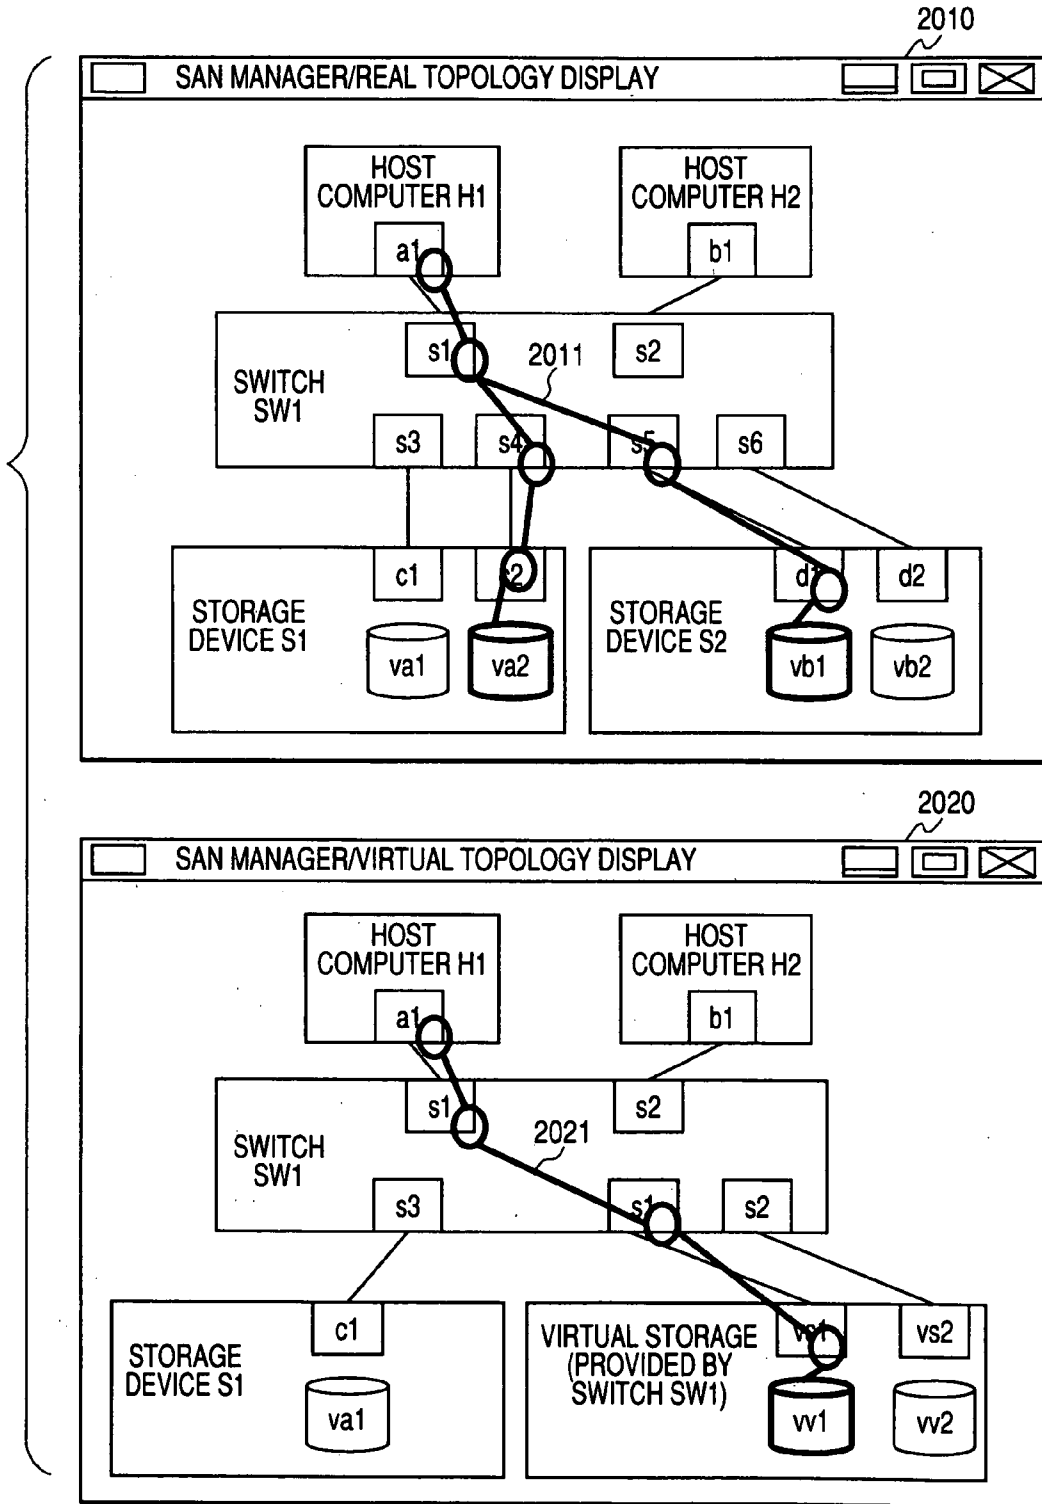 2010
SAN MANAGER/REAL TOPOLOGY DISPLAY
HOST
COMPUTER H1
a1
HOST
COMPUTER H2
b1
SWITCH
SW1
s1
2011
s2
s3
s4
s5
s6
STORAGE
DEVICE S1
c1
c2
va1
va2
STORAGE
DEVICE S2
d1
d2
vb1
vb2
2020
SAN MANAGER/VIRTUAL TOPOLOGY DISPLAY
HOST
COMPUTER H1
a1
HOST
COMPUTER H2
b1
SWITCH
SW1
s1
2021
s2
s3
s1
s2
STORAGE
DEVICE S1
c1
va1
VIRTUAL STORAGE
(PROVIDED BY
SWITCH SW1)
vs1
vs2
vv1
vv2